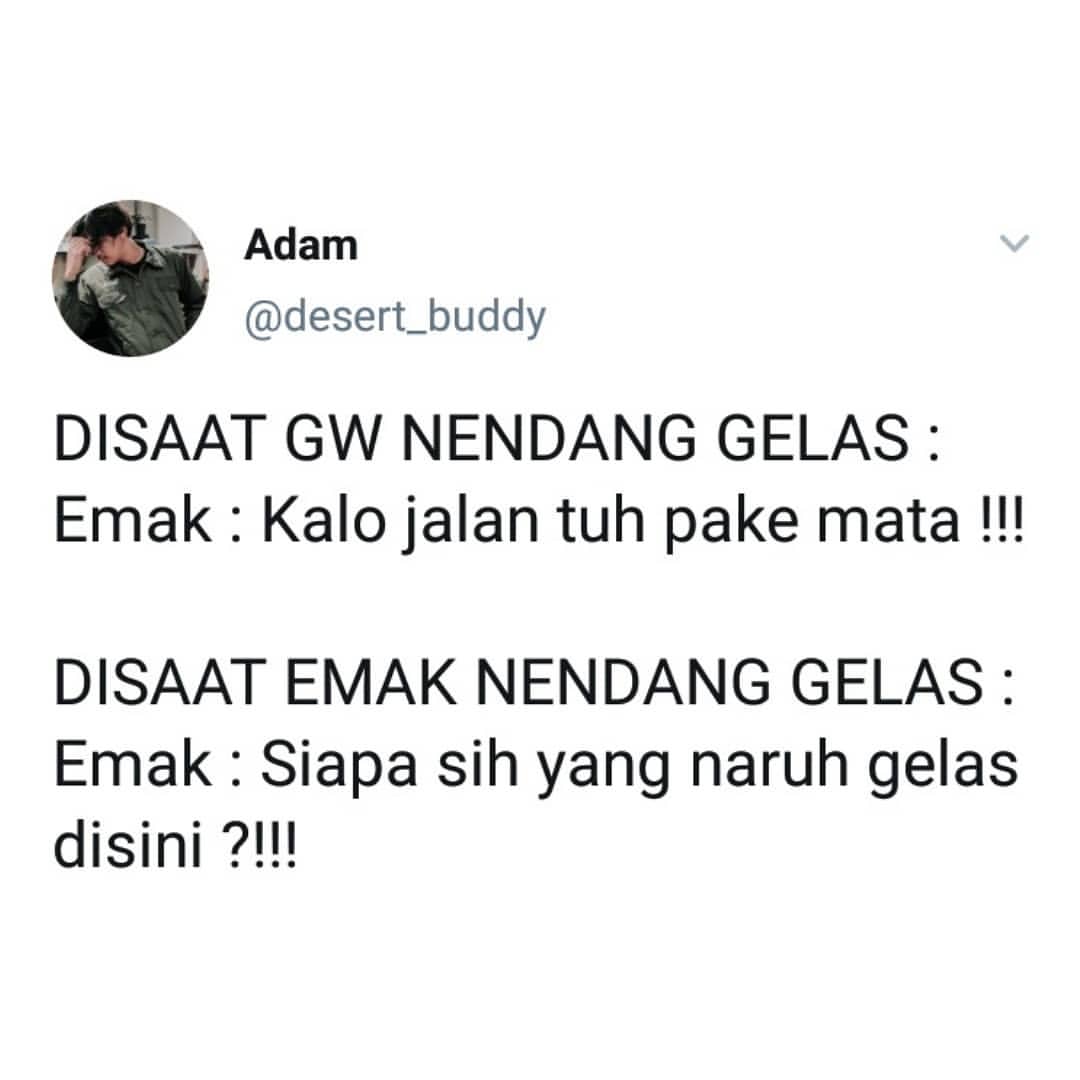 Adam
@desert_buddy
DISAAT GW NENDANG GELAS :
Emak : Kalo jalan tuh pake mata !!!
DISAAT EMAK NENDANG GELAS :
Emak : Siapa sih yang naruh gelas
disini ?!!!